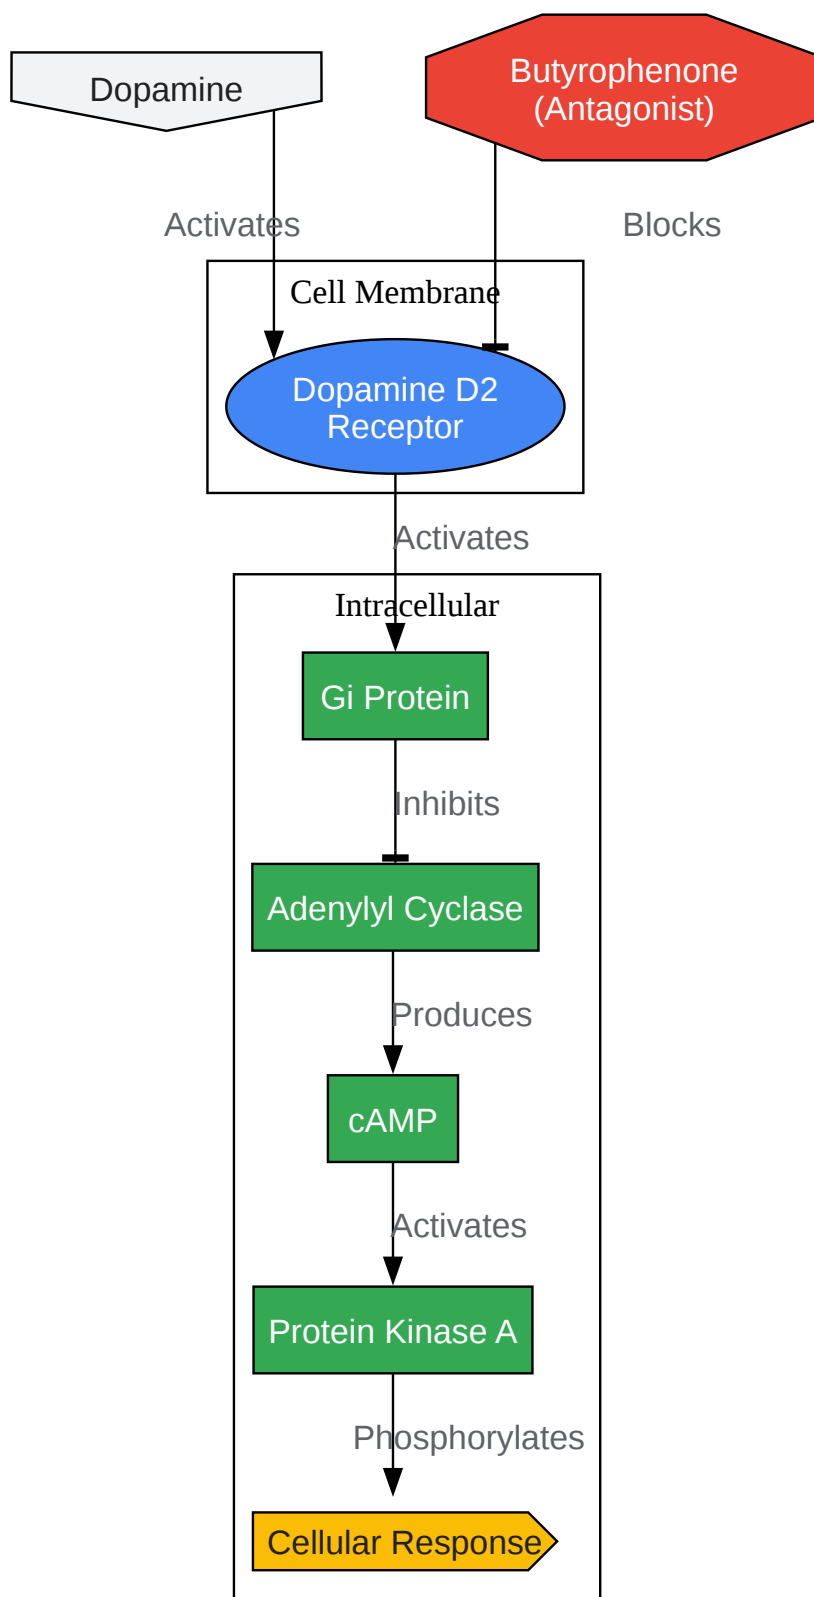 Dopamine
Butyrophenone
(Antagonist)
Activates
Blocks
Cell Membrane
Dopamine D2
Receptor
Activates
Intracellular
Gi Protein
Inhibits
Adenylyl Cyclase
Produces
cAMP
Activates
Protein Kinase A
Phosphorylates
Cellular Response